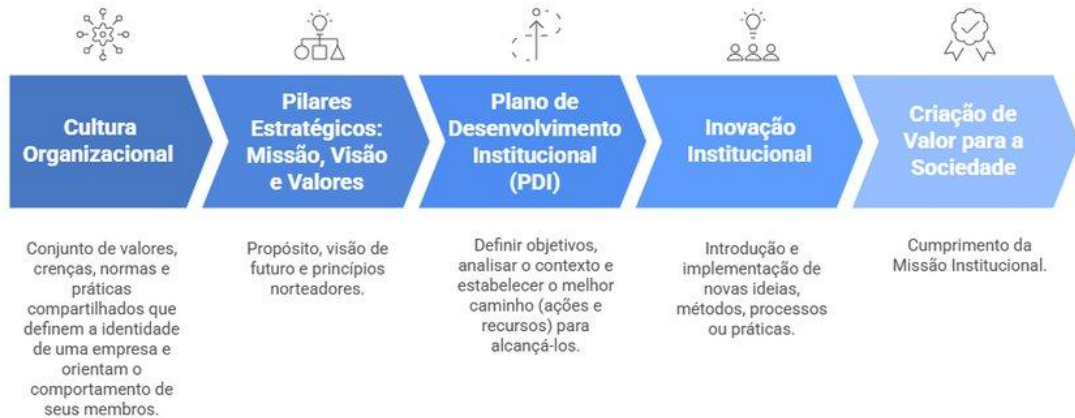 Cultura
Organizacional
Pilares
Estratégicos:
Missão, Visão
e Valores
Plano de
Desenvolvimento
Institucional
(PDI)
Inovação
Institucional
Criação de
Valor para a
Sociedade
Conjunto de valores,
crenças, normas e
práticas
compartilhados que
definem a identidade
de uma empresa e
orientam o
comportamento de
seus membros.
Propósito, visão de
futuro e princípios
norteadores.
Definir objetivos,
analisar o contexto e
estabelecer o melhor
caminho (ações e
recursos) para
alcançá-los.
Introdução e
implementação de
novas ideias,
métodos, processos
ou práticas.
Cumprimento da
Missão Institucional.